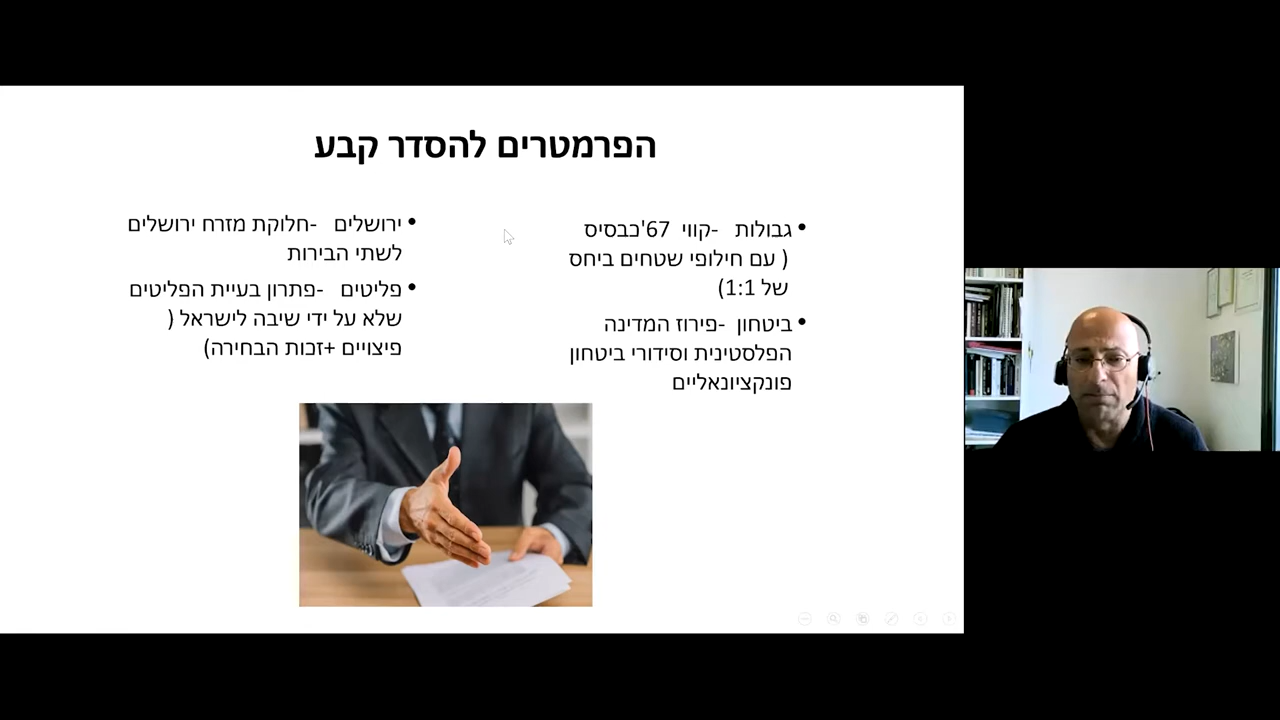 הפרמטרים להסדר קבע
• גבולות -קווי 67'כבסיס
( עם חילופי שטחים ביחס
של 1:1)
• ביטחון -פירוז המדינה
הפלסטינית וסידורי ביטחון
פונקציונאליים
• ירושלים -חלוקת מזרח ירושלים
לשתי הבירות
• פליטים -פתרון בעיית הפליטים
שלא על ידי שיבה לישראל (
פיצויים +זכות הבחירה)